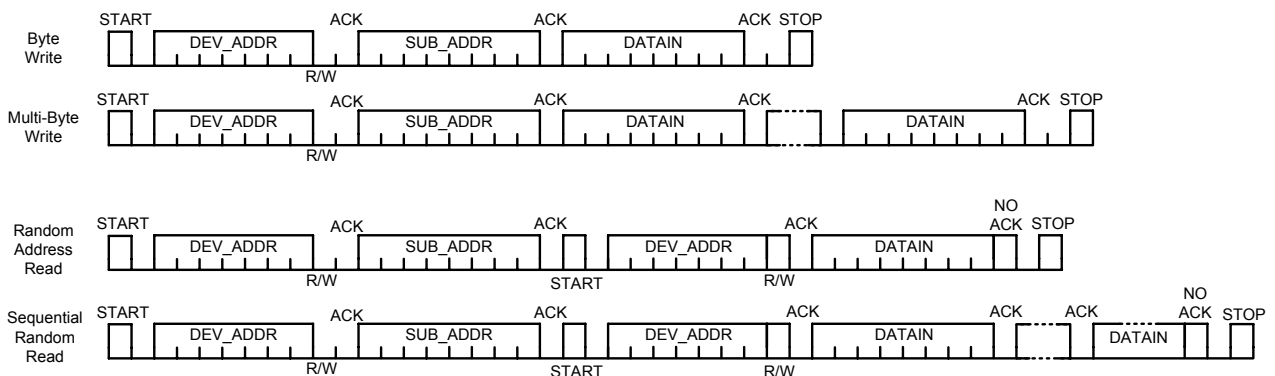 START ACK ACK ACK STOP
Byte
Write
DEV_ADDR SUB_ADDR DATAIN
R/W
START ACK ACK ACK ACK STOP
Multi-Byte
Write
DEV_ADDR SUB_ADDR DATAIN DATAIN
R/W
NO
START ACK ACK ACK ACK STOP
Random
Address
Read
DEV_ADDR SUB_ADDR DEV_ADDR DATAIN
R/W START R/W
NO
START ACK ACK ACK ACK ACK ACK STOP
Sequential
Random
Read
DEV_ADDR SUB_ADDR DEV_ADDR DATAIN DATAIN
R/W START R/W